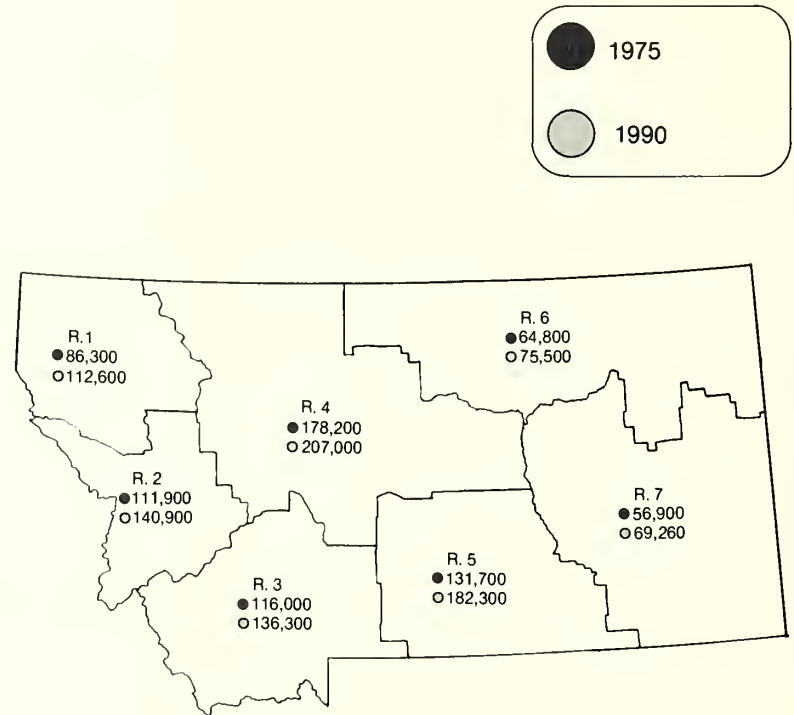 1975
1990
R.1
86,300
112,600
R. 6
64,800
75,500
R. 4
178,200
207,000
R. 2
111,900
140,900
R. 7
56,900
69,260
R. 5
131,700
182,300
R. 3
116,000
136,300